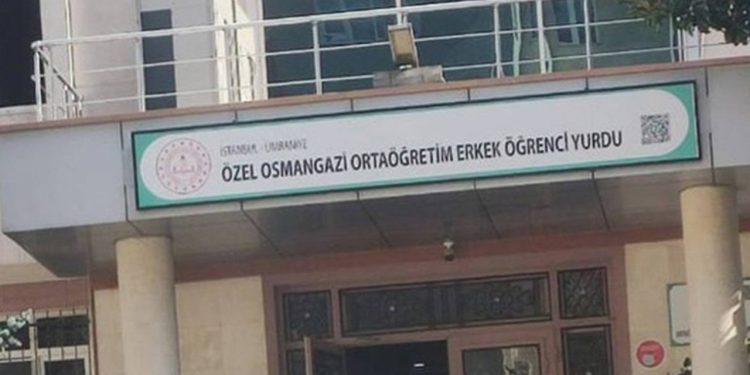 İSTANBUL - ÜMRANİYE
ÖZEL OSMANGAZİ ORTAÖĞRETİM ERKEK ÖĞRENCİ YURDU